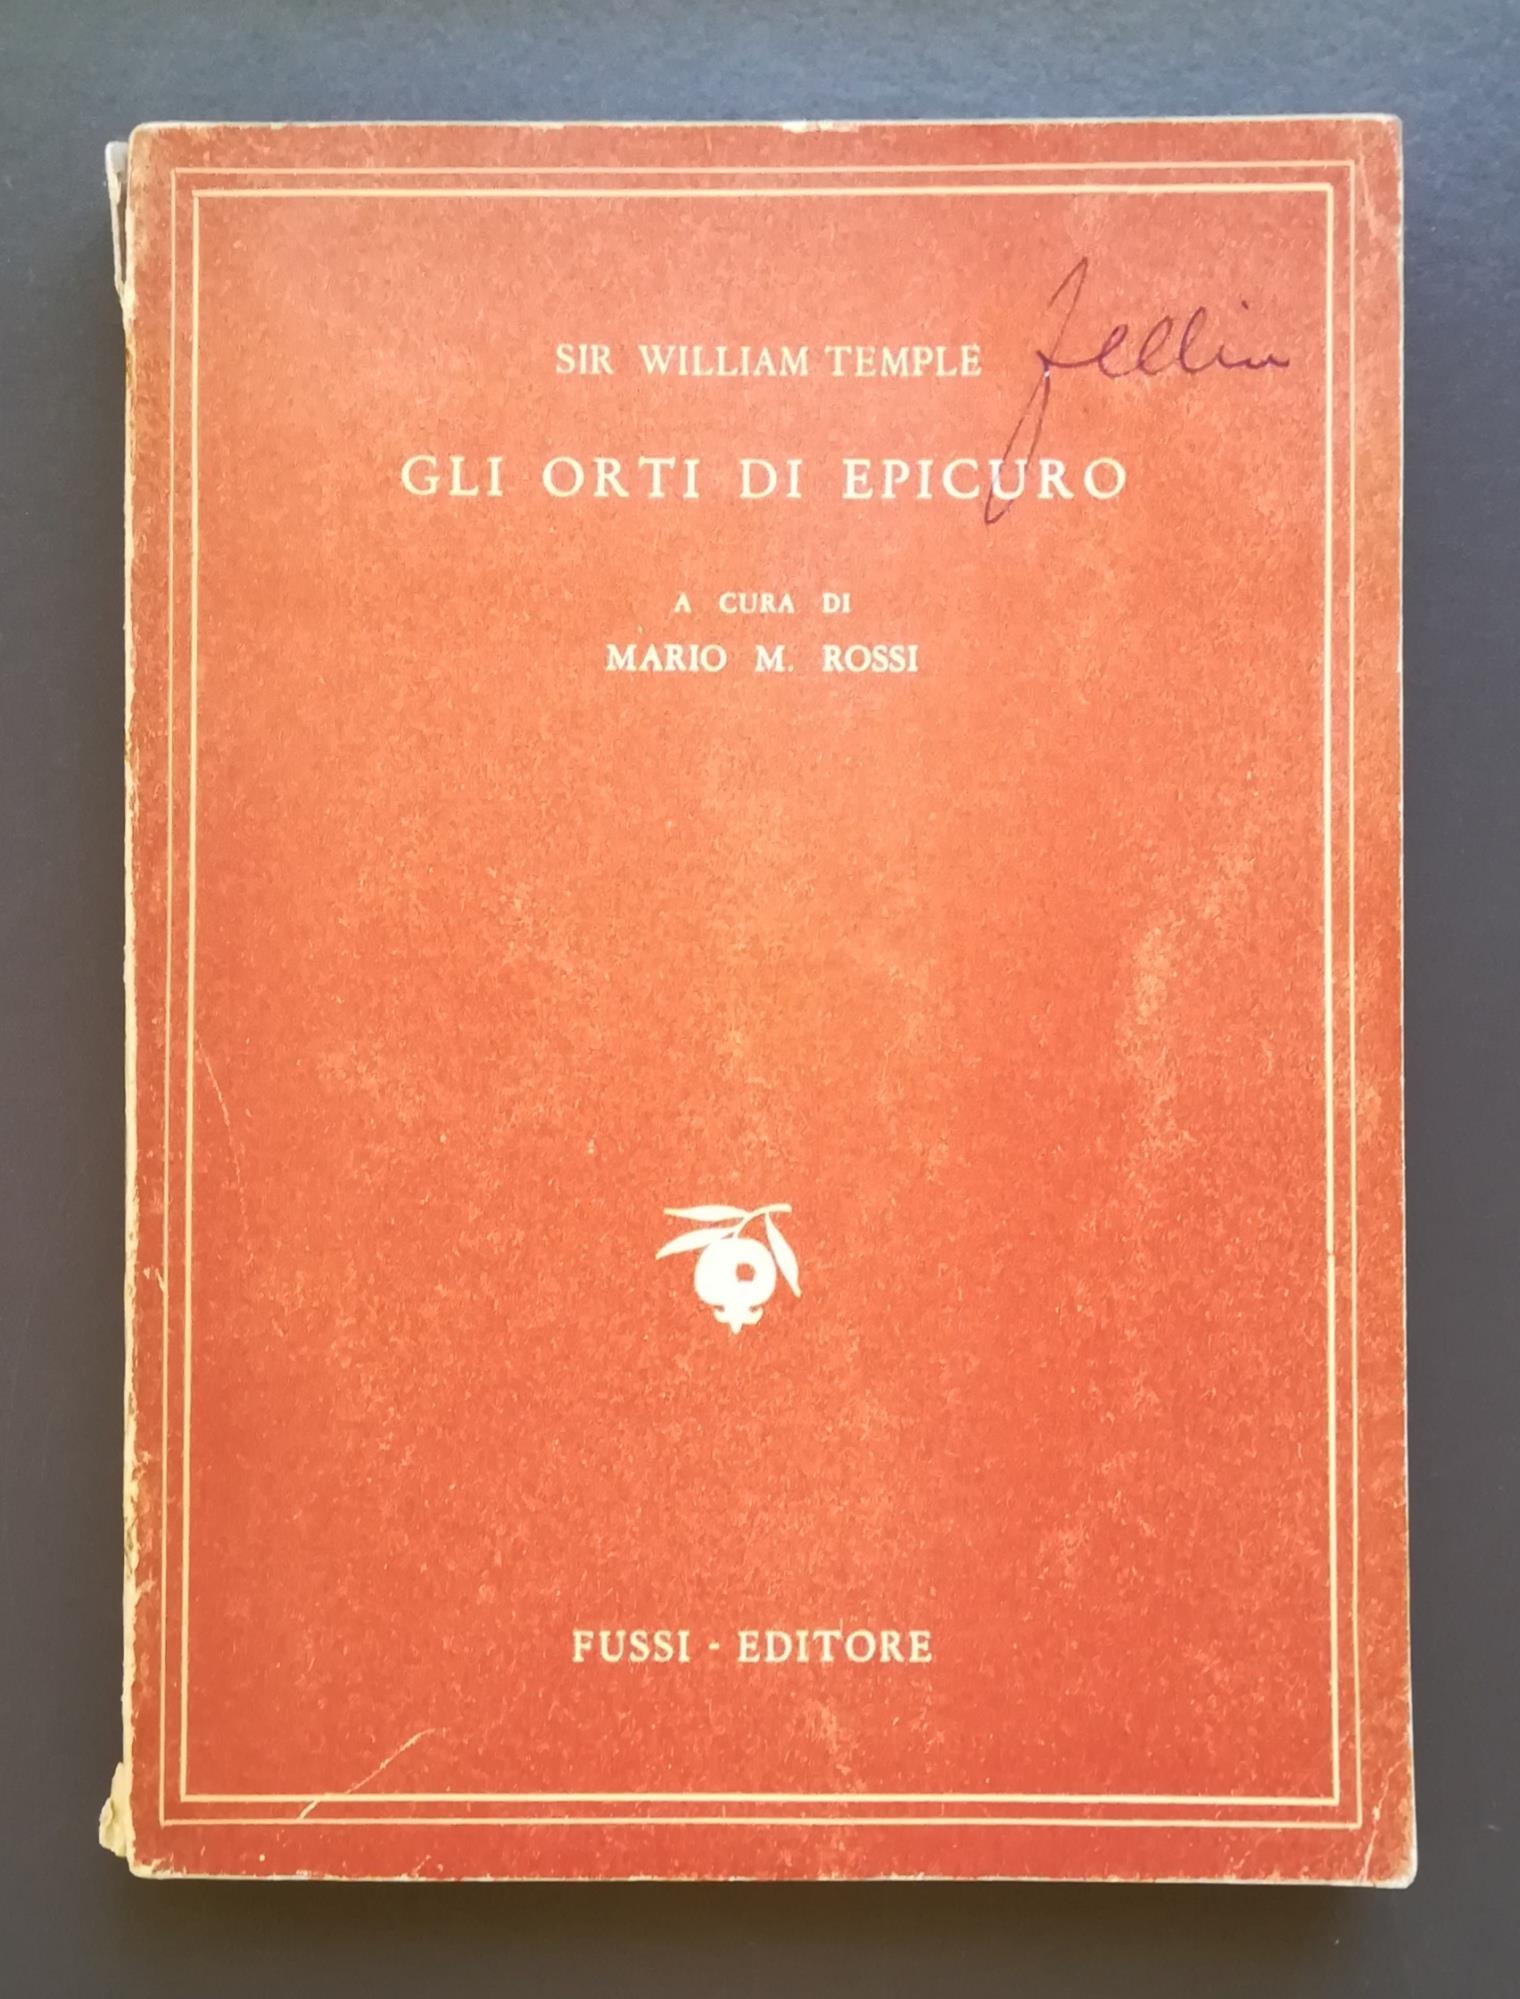 SIR WILLIAM TEMPLE
GLI ORTI DI EPICURO
A CURA DI
MARIO M. ROSSI
FUSSI - EDITORE